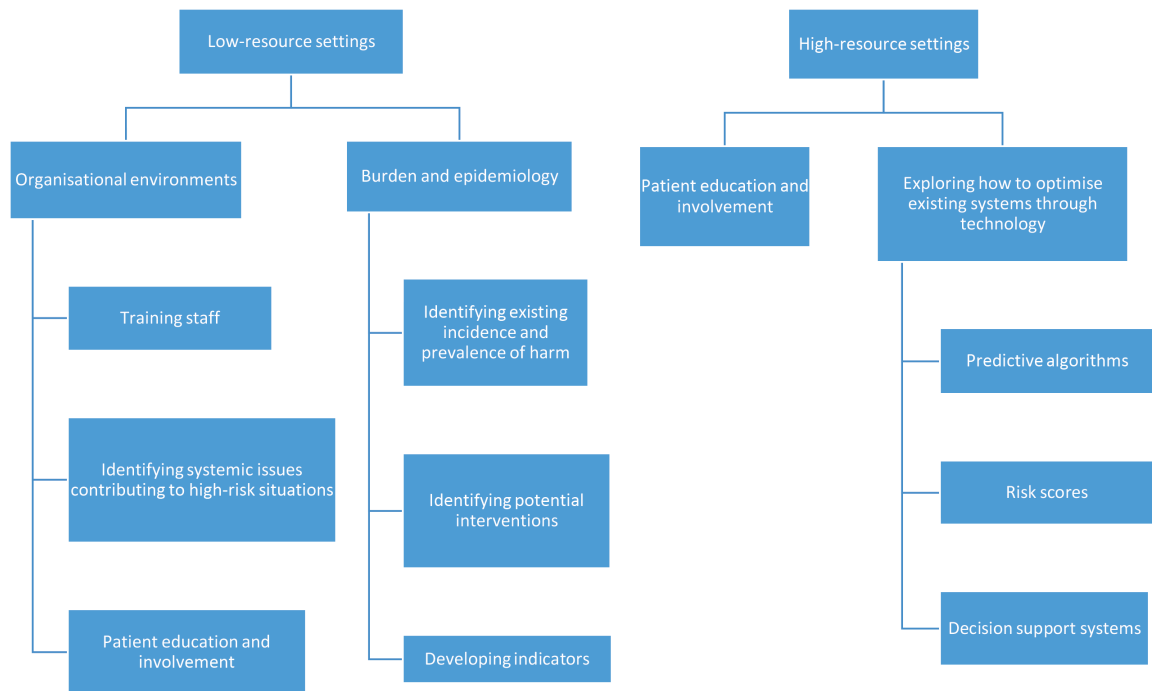 Low-resource settings
Organisational environments
Training staff
Identifying systemic issues
contributing to high-risk situations
Patient education and
involvement
Burden and epidemiology
Identifying existing
incidence and
prevalence of harm
Identifying potential
interventions
Developing indicators
High-resource settings
Patient education and
involvement
Exploring how to optimise
existing systems through
technology
Predictive algorithms
Risk scores
Decision support systems